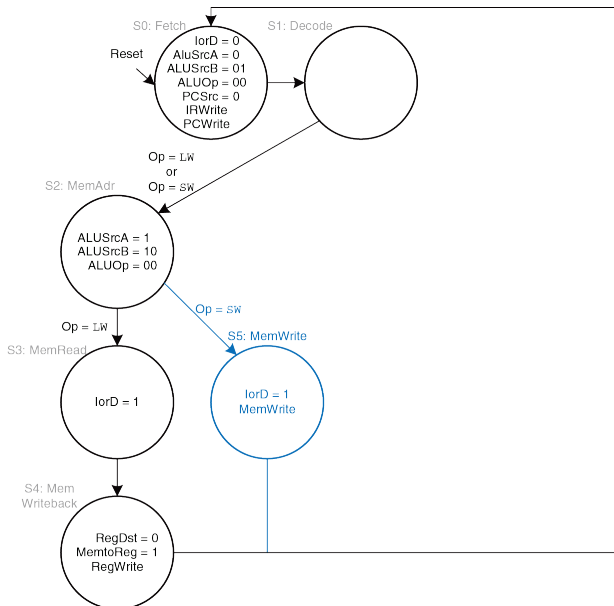 S0: Fetch
S1: Decode
Reset
IorD = 0
AluSrcA = 0
ALUSrcB = 01
ALUOp = 00
PCSrc = 0
IRWrite
PCWrite
Op = LW
or
Op = SW
S2: MemAdr
ALUSrcA = 1
ALUSrcB = 10
ALUOp = 00
Op = SW
Op = LW
S5: MemWrite
S3: MemRead
IorD = 1
IorD = 1
MemWrite
S4: Mem
Writeback
RegDst = 0
MemtoReg = 1
RegWrite